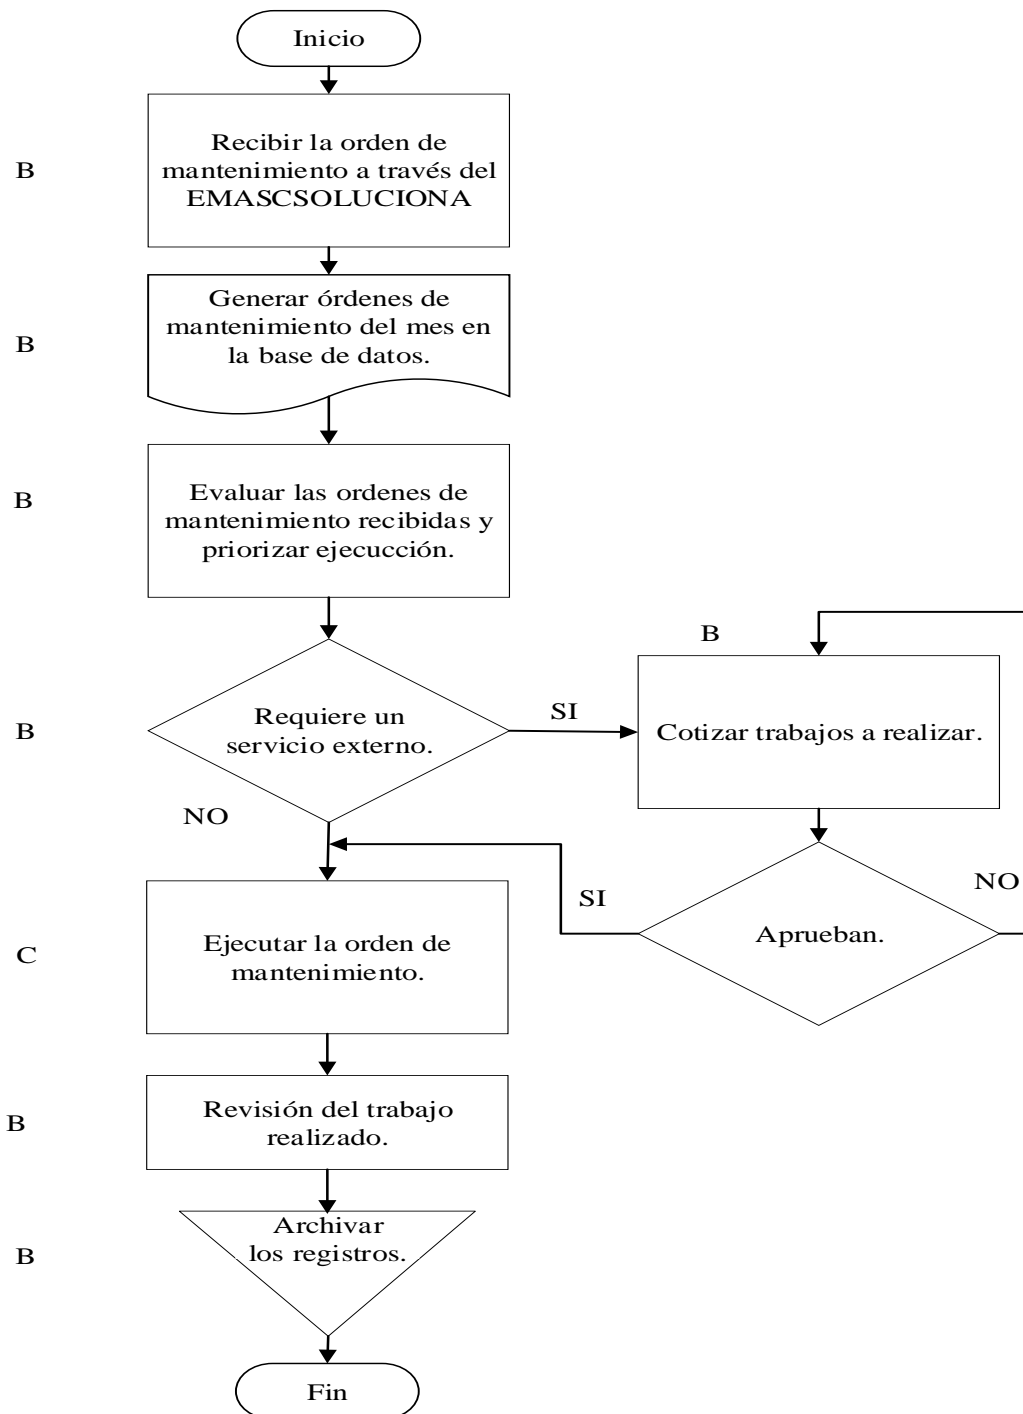 Inicio
B
Recibir la orden de
mantenimiento a través del
EMASCSOLUCIONA
B
Generar órdenes de
mantenimiento del mes en
la base de datos.
B
Evaluar las ordenes de
mantenimiento recibidas y
priorizar ejecucción.
B
Requiere un
servicio externo.
SI
B
Cotizar trabajos a realizar.
NO
SI
Aprueban.
NO
C
Ejecutar la orden de
mantenimiento.
B
Revisión del trabajo
realizado.
B
Archivar
los registros.
Fin